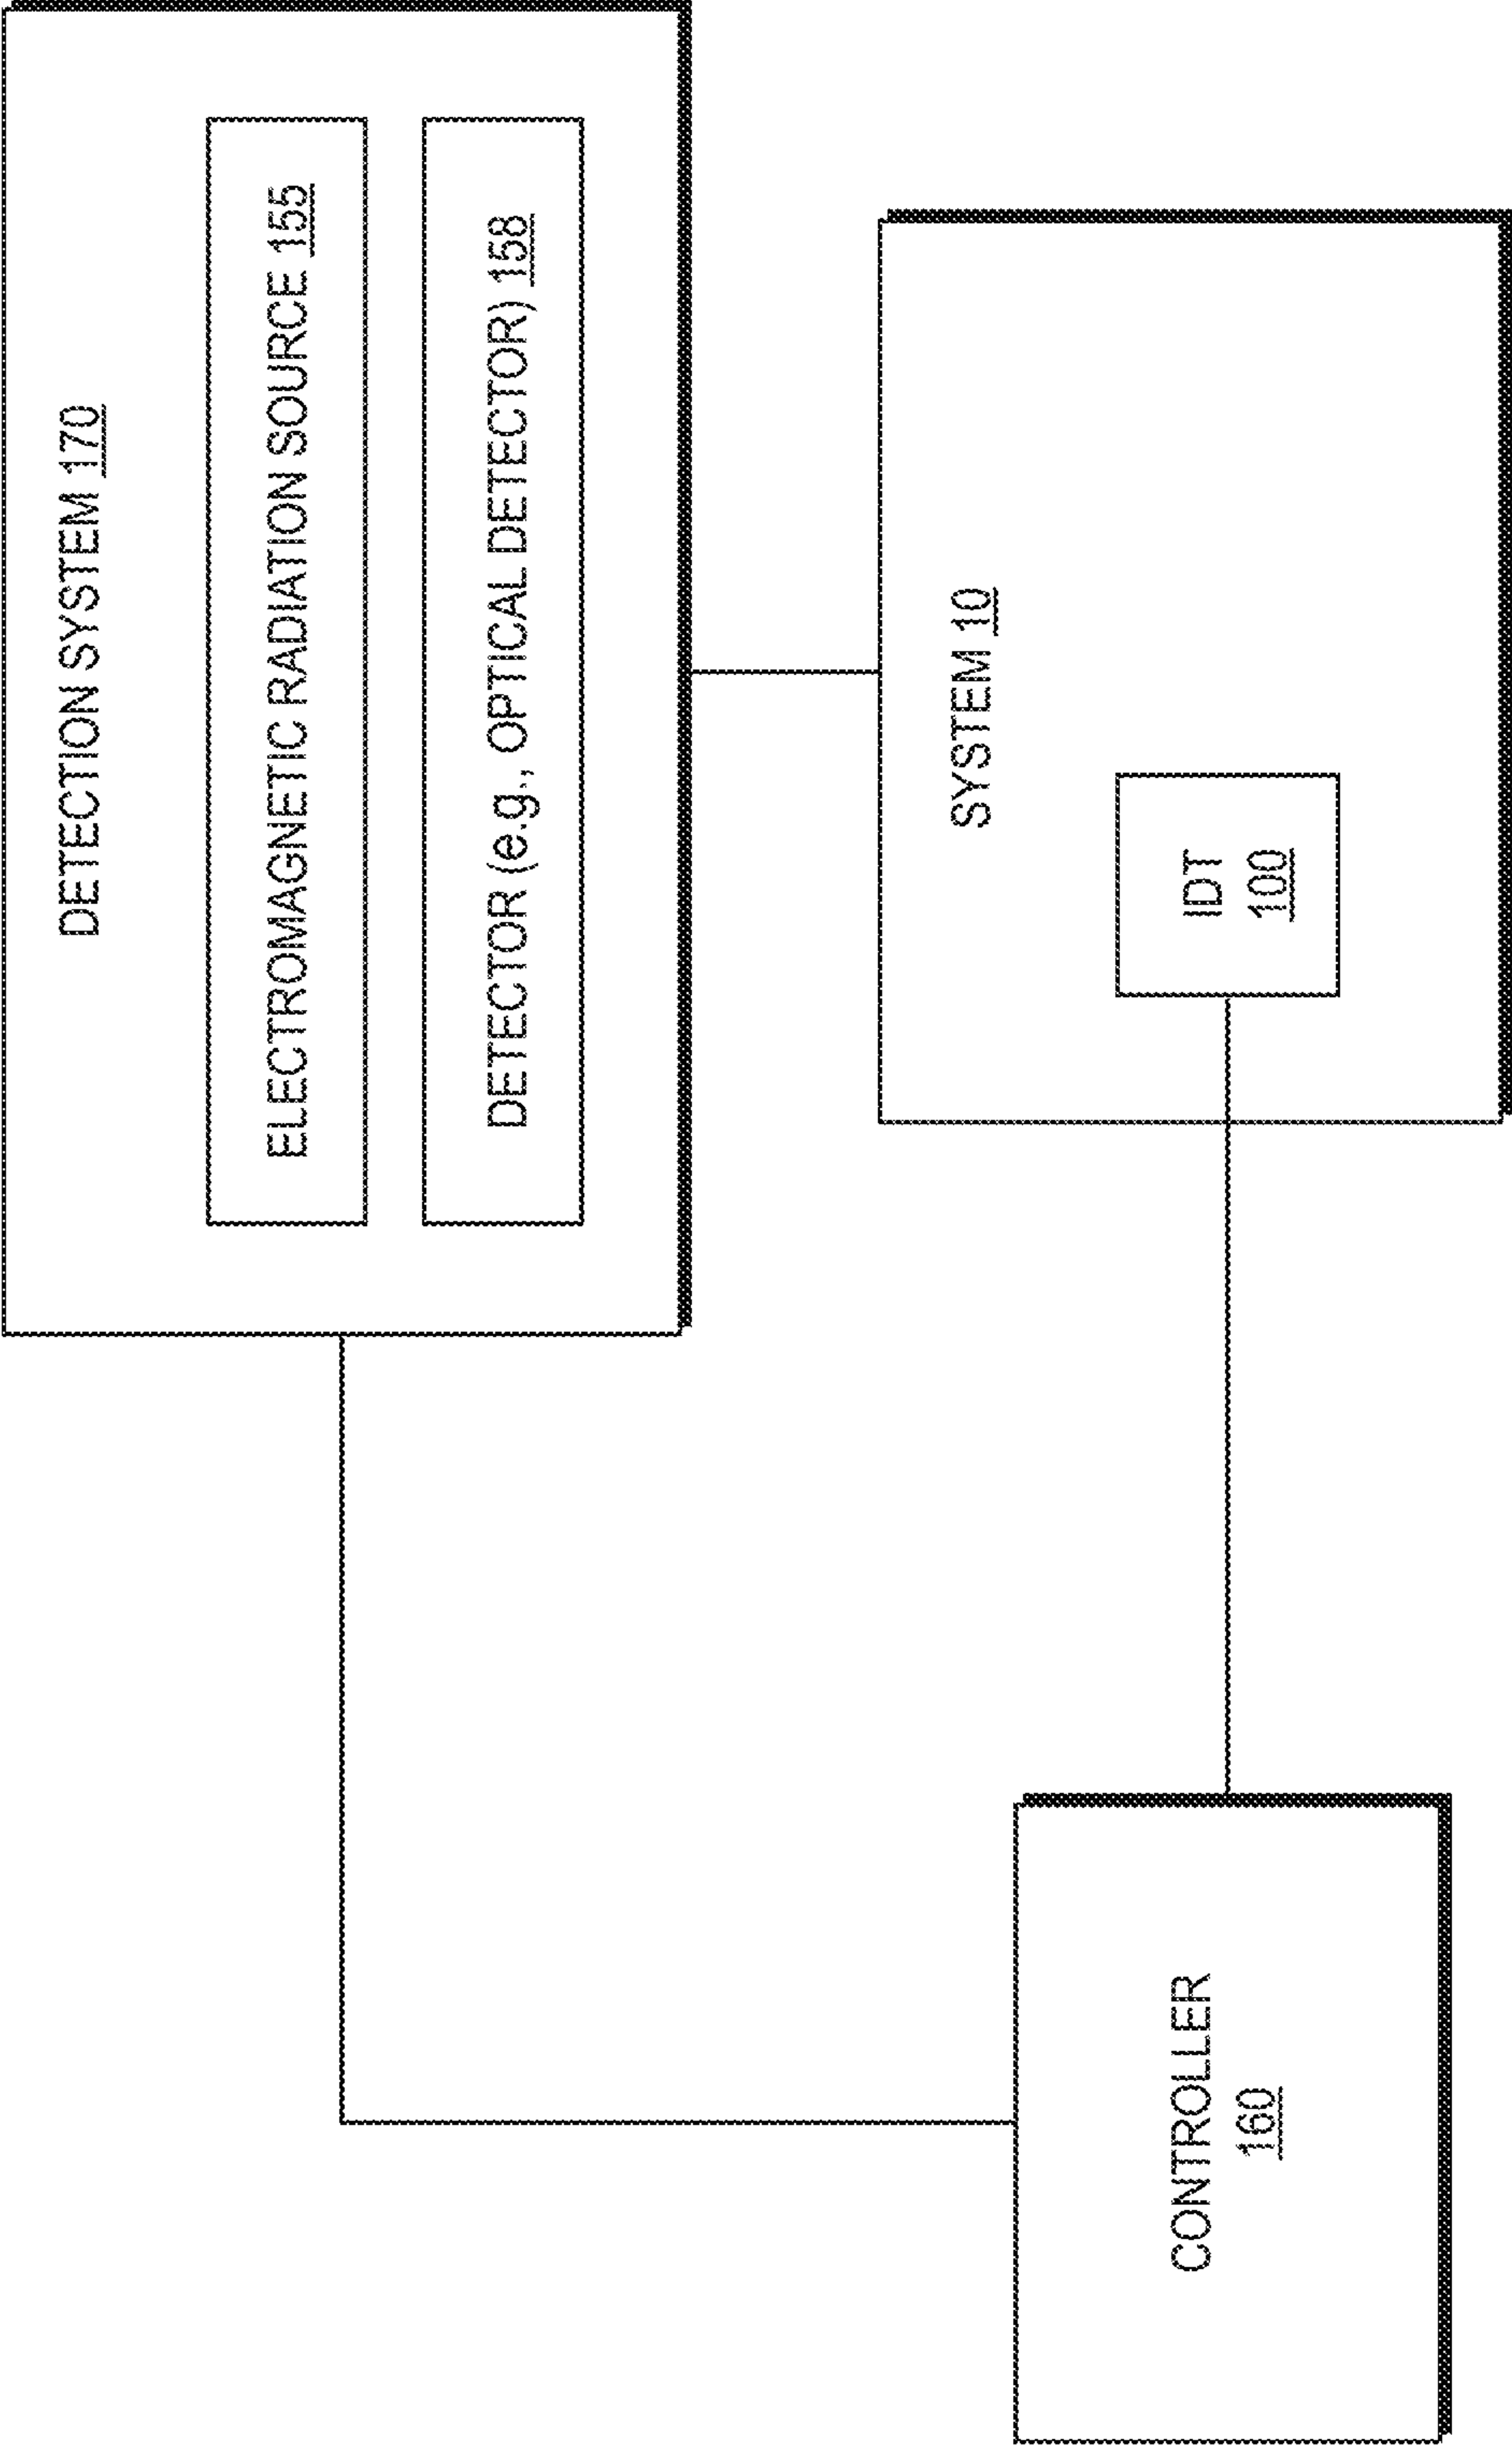 DETECTION SYSTEM 170
ELECTROMAGNETIC RADIATION SOURCE 155
DETECTOR (e.g., OPTICAL DETECTOR) 158
SYSTEM 10
IDT
100
CONTROLLER
160